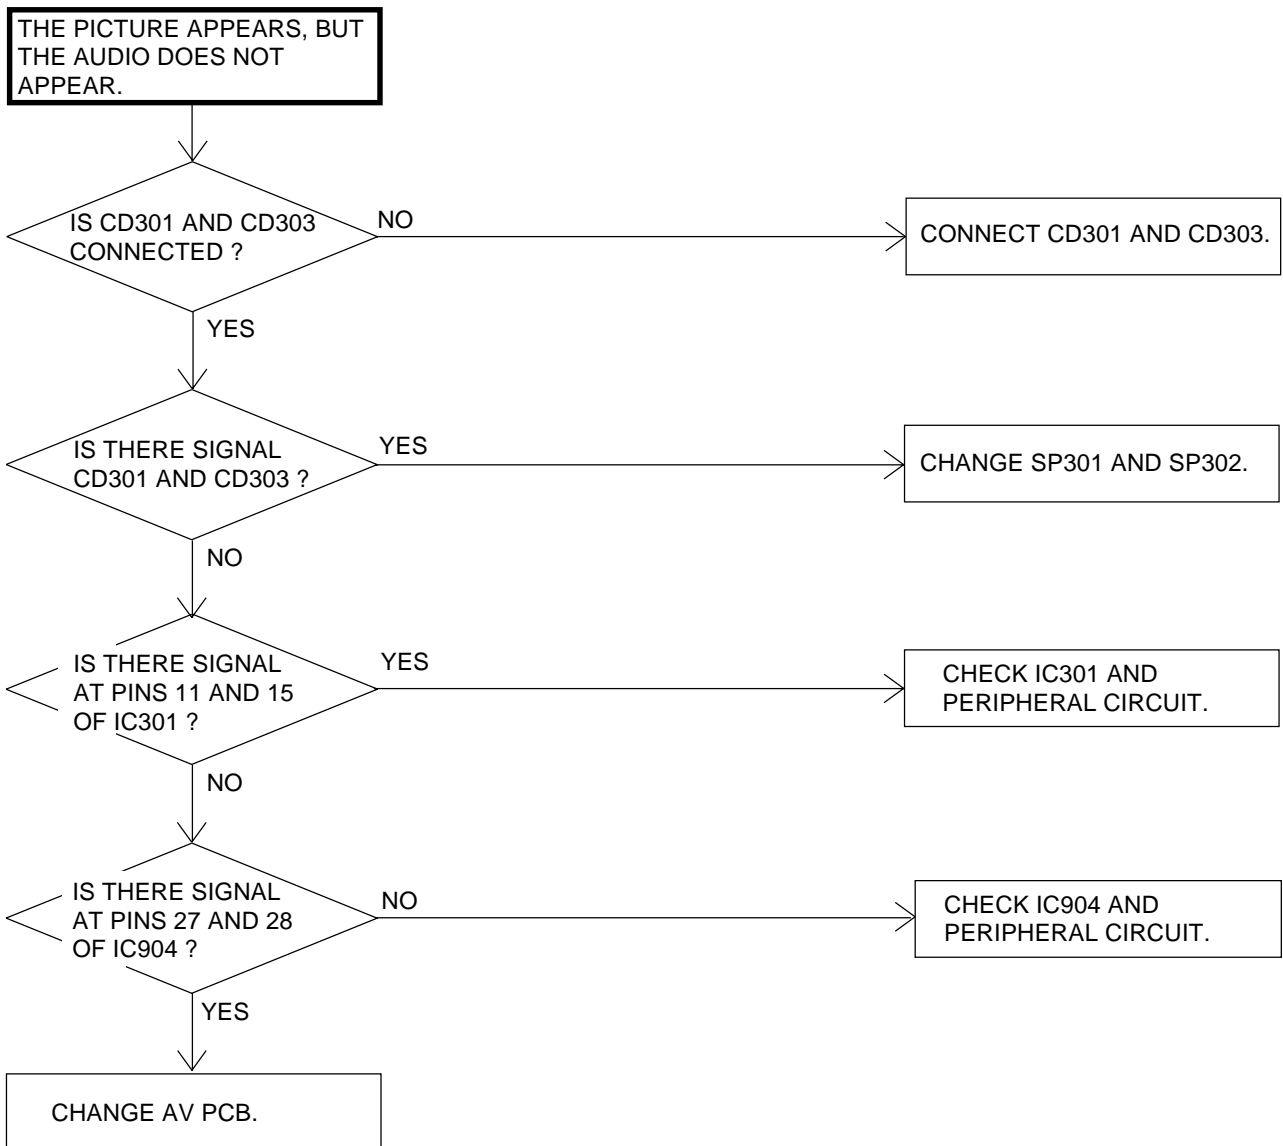 THE PICTURE APPEARS, BUT
THE AUDIO DOES NOT
APPEAR.
IS CD301 AND CD303
CONNECTED ?
NO
CONNECT CD301 AND CD303.
YES
IS THERE SIGNAL
CD301 AND CD303 ?
YES
CHANGE SP301 AND SP302.
NO
IS THERE SIGNAL
AT PINS 11 AND 15
OF IC301 ?
YES
CHECK IC301 AND
PERIPHERAL CIRCUIT.
NO
IS THERE SIGNAL
AT PINS 27 AND 28
OF IC904 ?
NO
CHECK IC904 AND
PERIPHERAL CIRCUIT.
YES
CHANGE AV PCB.